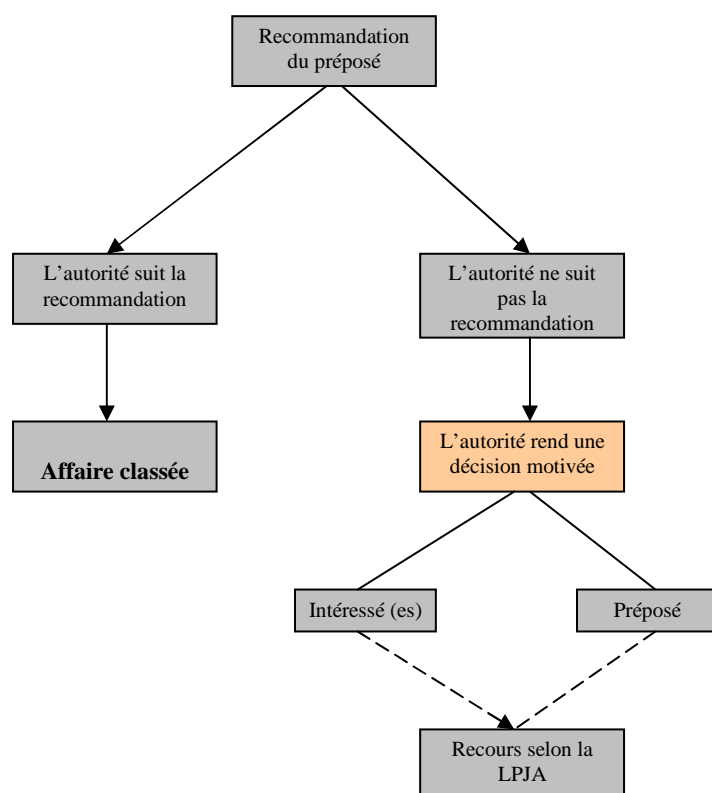 Recommandation
du préposé
L'autorité suit la
recommandation
L'autorité ne suit
pas la
recommandation
Affaire classée
L'autorité rend une
décision motivée
Intéressé (es)
Préposé
Recours selon la
LPJA